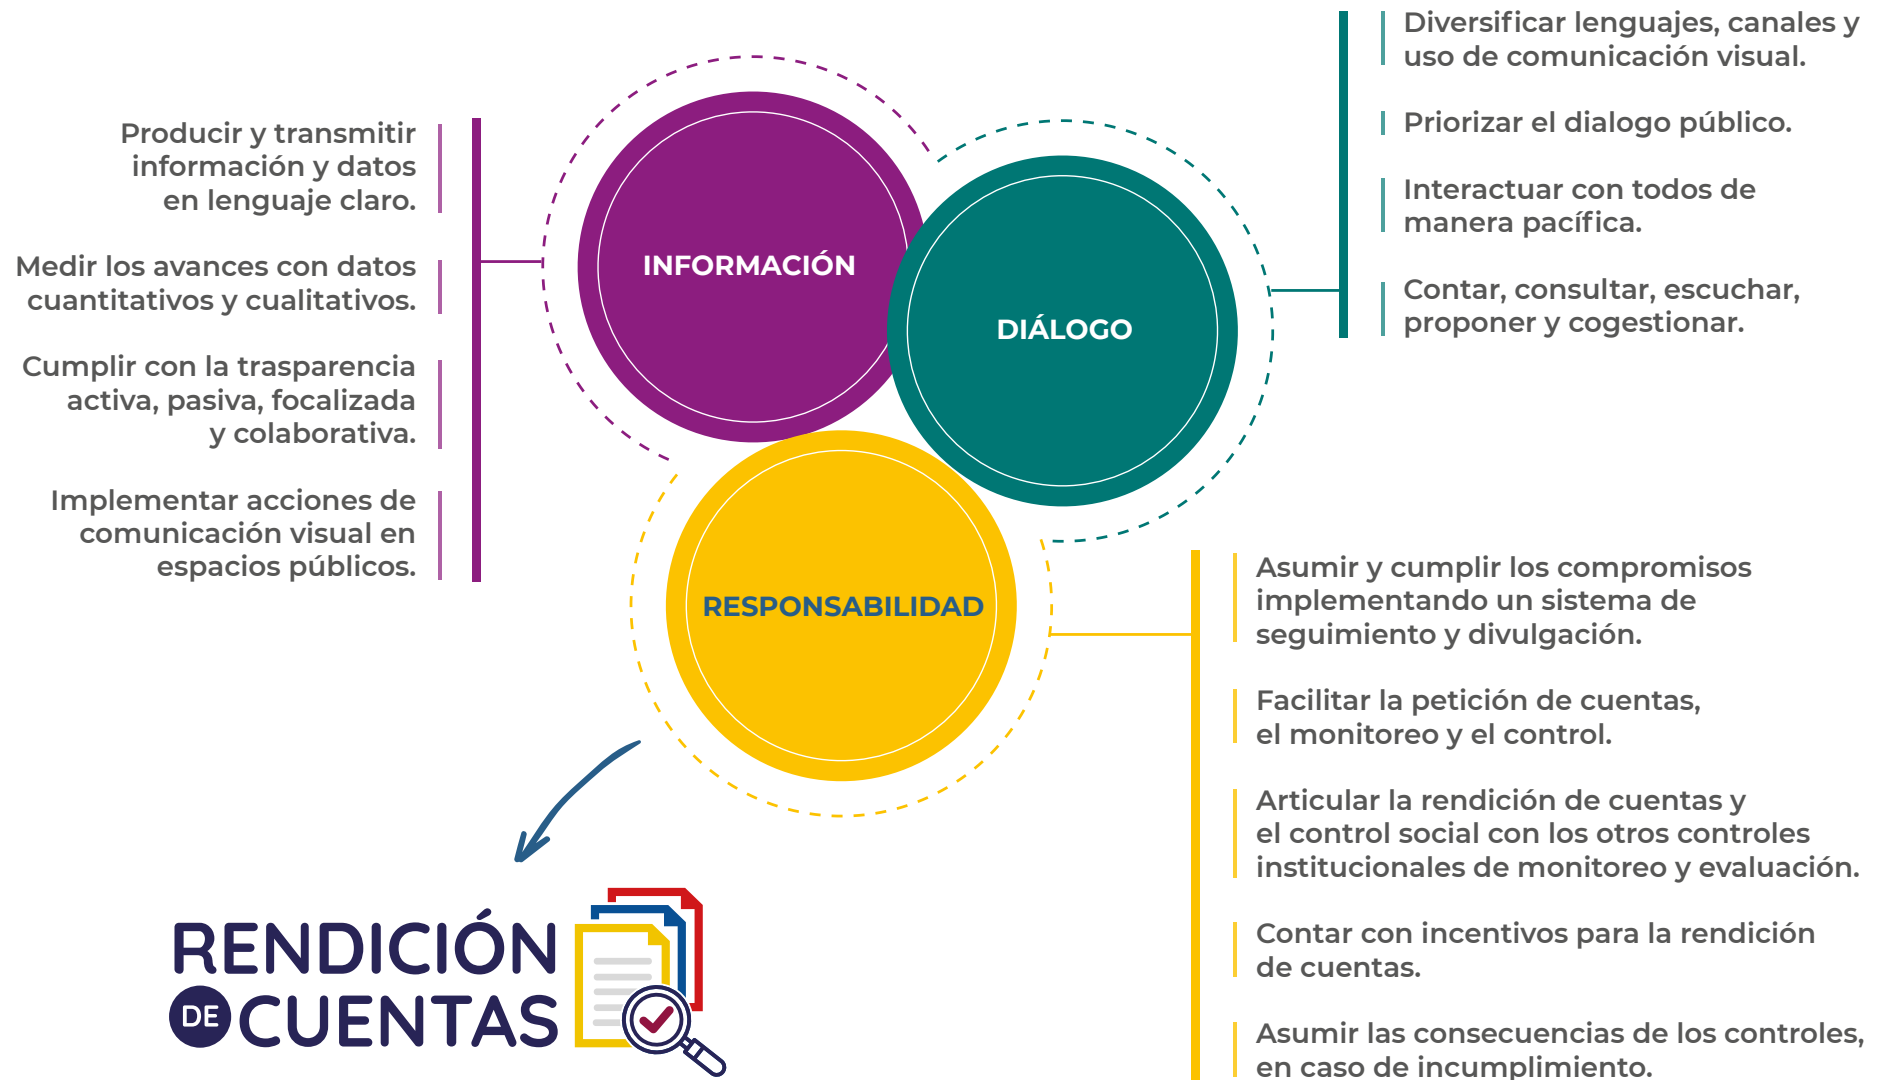 Producir y transmitir
información y datos
en lenguaje claro.
Medir los avances con datos
cuantitativos y cualitativos.
Cumplir con la trasparencia
activa, pasiva, focalizada
y colaborativa.
Implementar acciones de
comunicación visual en
espacios públicos.
INFORMACIÓN
DIÁLOGO
Diversificar lenguajes, canales y
uso de comunicación visual.
Priorizar el dialogo público.
Interactuar con todos de
manera pacífica.
Contar, consultar, escuchar,
proponer y cogestionar.
RESPONSABILIDAD
Asumir y cumplir los compromisos
implementando un sistema de
seguimiento y divulgación.
Facilitar la petición de cuentas,
el monitoreo y el control.
Articular la rendición de cuentas y
el control social con los otros controles
institucionales de monitoreo y evaluación.
Contar con incentivos para la rendición
de cuentas.
Asumir las consecuencias de los controles,
en caso de incumplimiento.
RENDICIÓN
DE CUENTAS